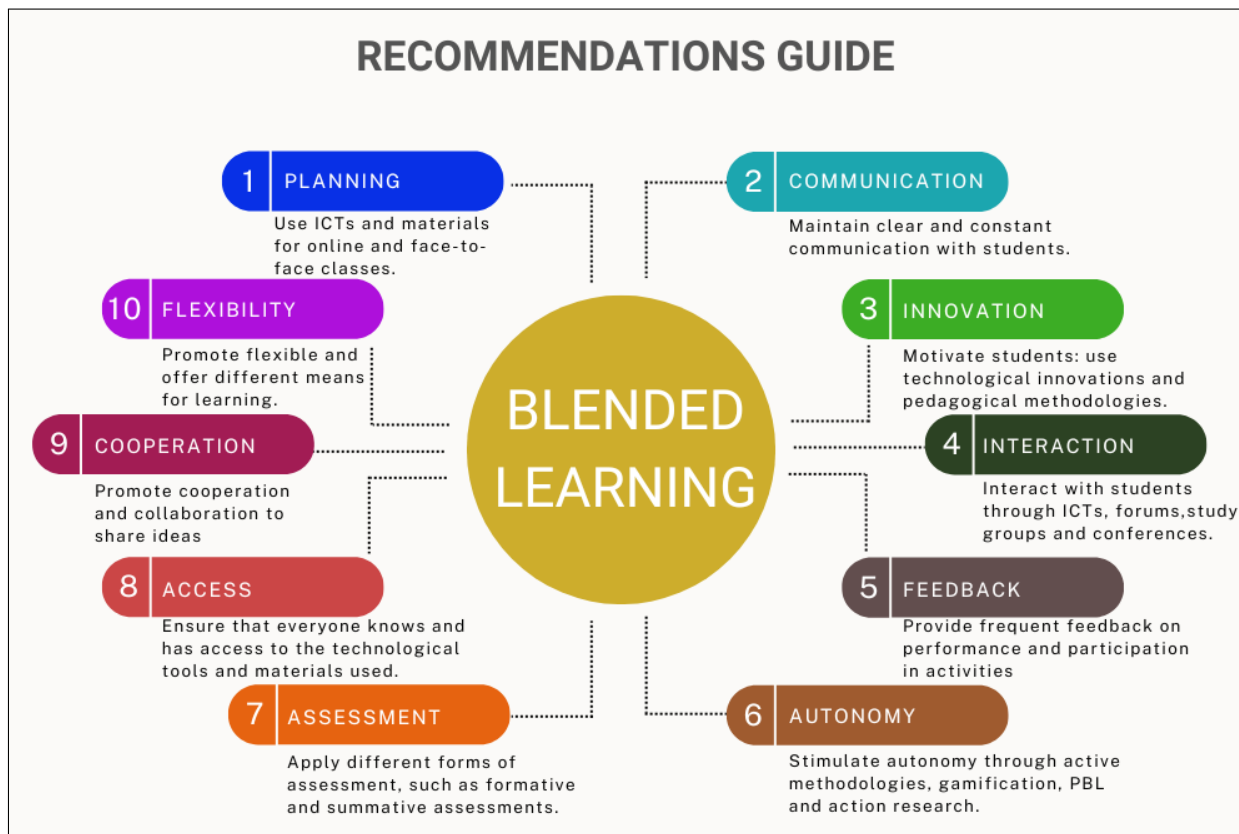 RECOMMENDATIONS GUIDE
1 PLANNING
Use ICTs and materials
for online and face-to-
face classes.
2 COMMUNICATION
Maintain clear and constant
communication with students.
3 INNOVATION
Motivate students: use
technological innovations and
pedagogical methodologies.
4 INTERACTION
Interact with students
through ICTs, forums,study
groups and conferences.
5 FEEDBACK
Provide frequent feedback on
performance and participation
in activities
6 AUTONOMY
Stimulate autonomy through active
methodologies, gamification, PBL
and action research.
7 ASSESSMENT
Apply different forms of
assessment, such as formative
and summative assessments.
8 ACCESS
Ensure that everyone knows and
has access to the technological
tools and materials used.
9 COOPERATION
Promote cooperation
and collaboration to
share ideas
10 FLEXIBILITY
Promote flexible and
offer different means
for learning.
BLENDED
LEARNING